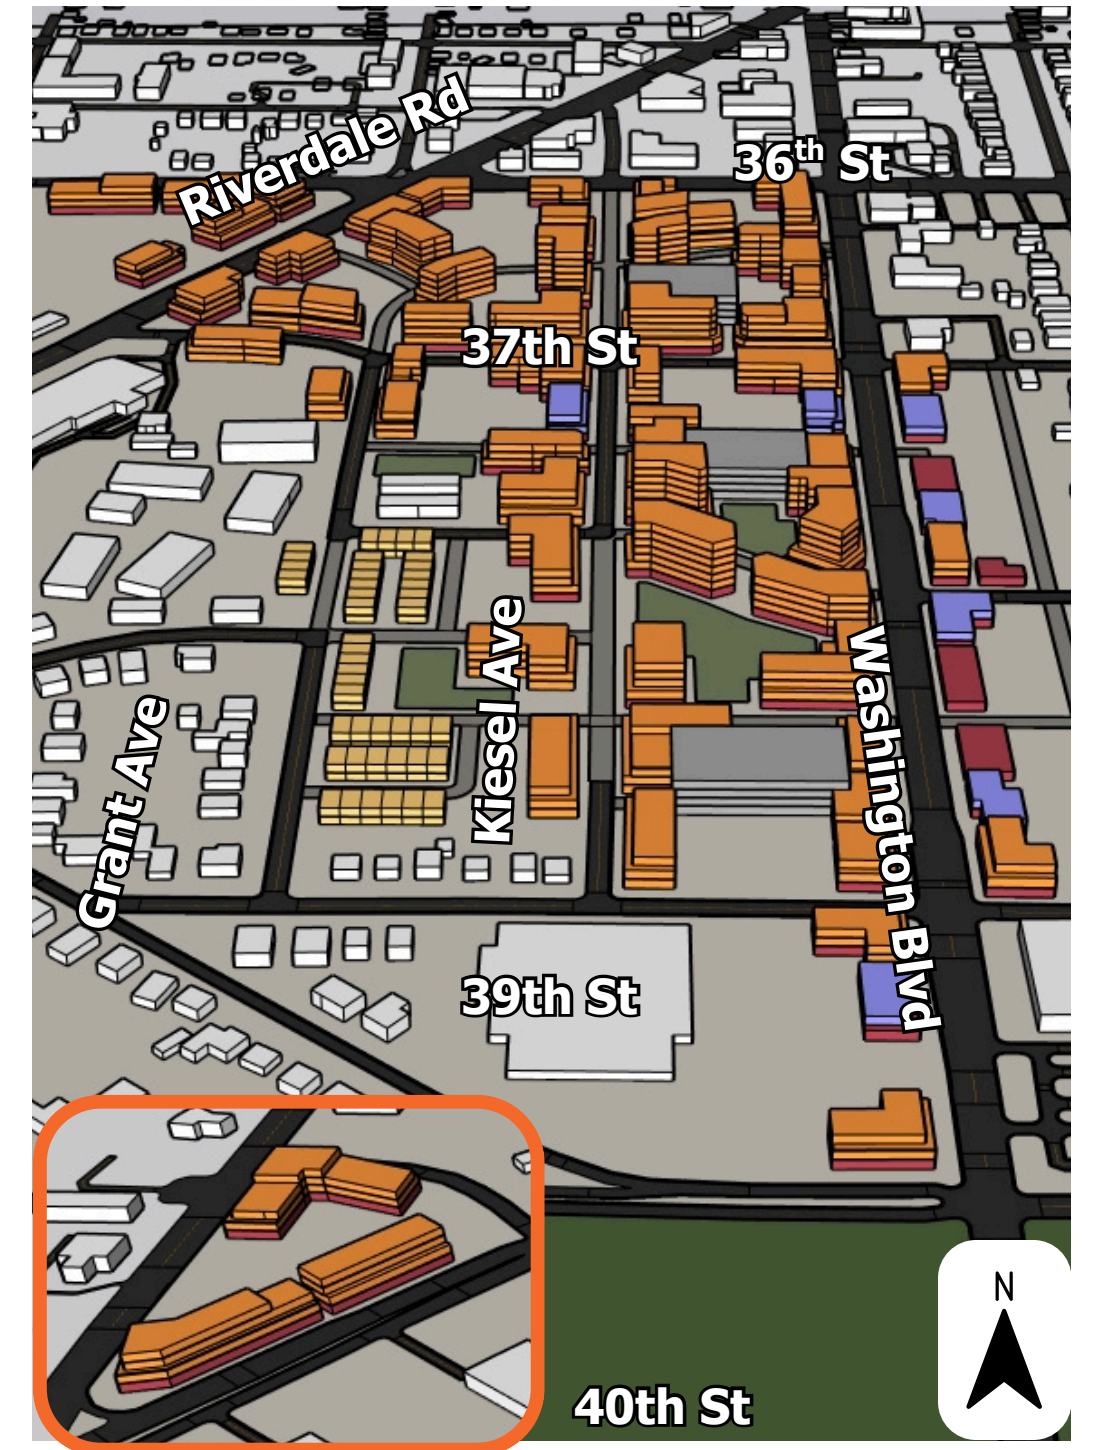 Riverdale Rd
36th St
37th St
Kiesel Ave
Washington Blvd
Grant Ave
39th St
N
40th St